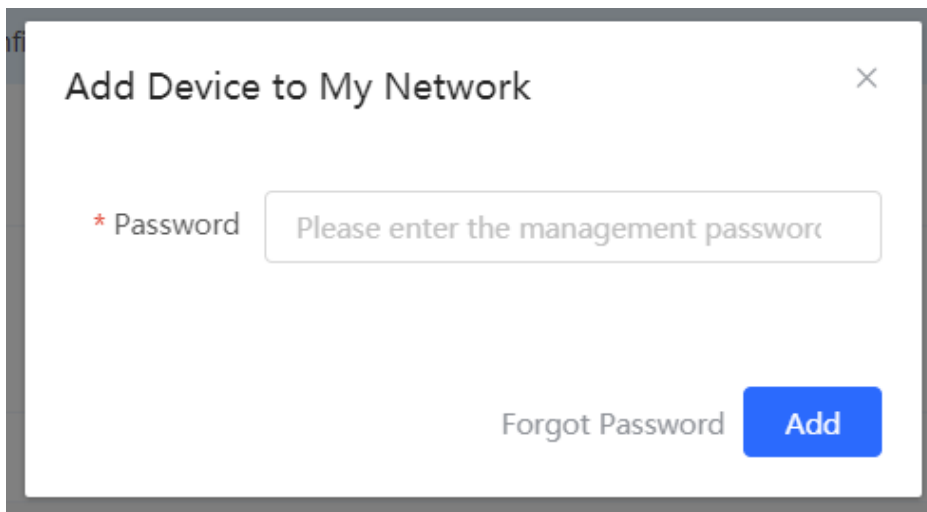 Add Device to My Network
* Password
Please enter the management passworc
Forgot Password
Add